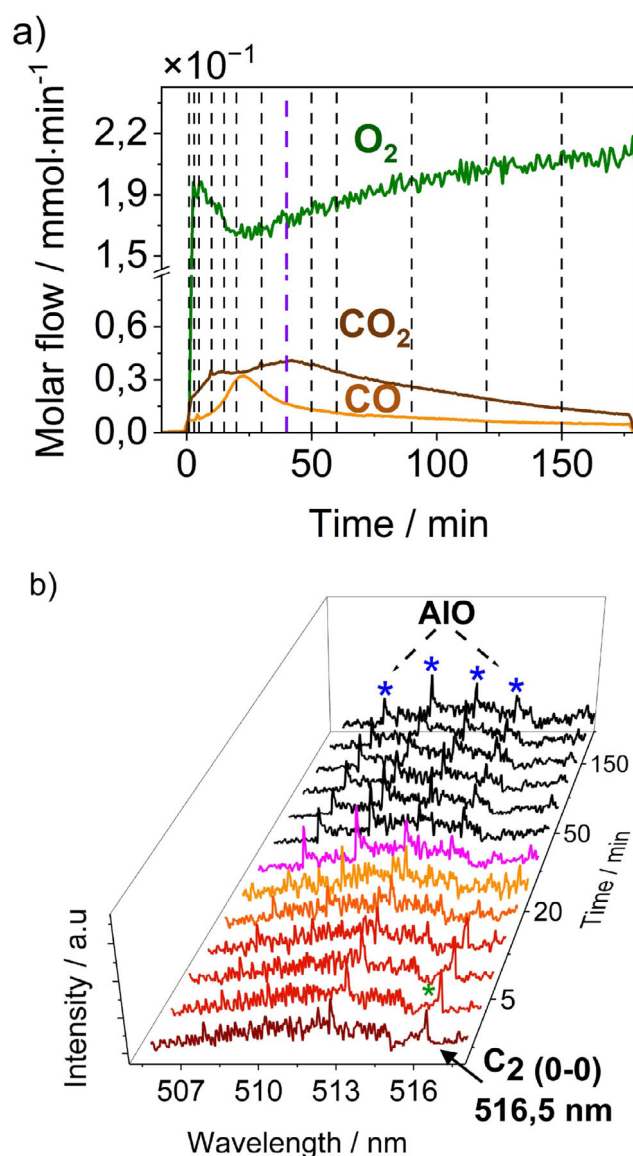 a)
×10⁻¹
Molar flow / mmol·min⁻¹
2,2
1,9
1,5
0,6
0,3
0,0
O₂
CO₂
CO
0 50 100 150
Time / min
b)
AlO
* * * *
150
50
20
5
Time / min
*
Intensity / a.u
C₂ (0-0)
516,5 nm
507 510 513 516
Wavelength / nm